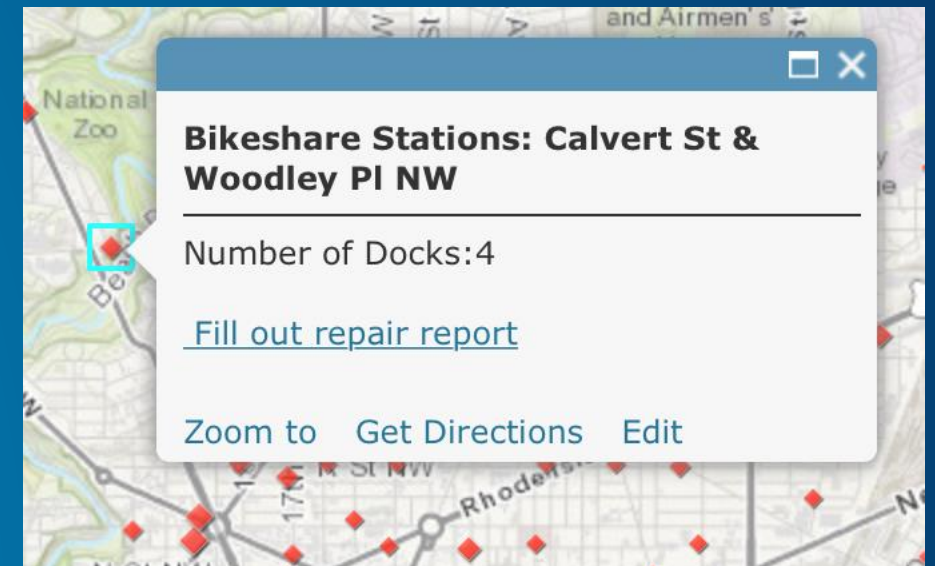 and Airmen's'
National
Zoo
Bikeshare Stations: Calvert St &
Woodley Pl NW
Number of Docks:4
Fill out repair report
Zoom to Get Directions Edit
17th
St NW